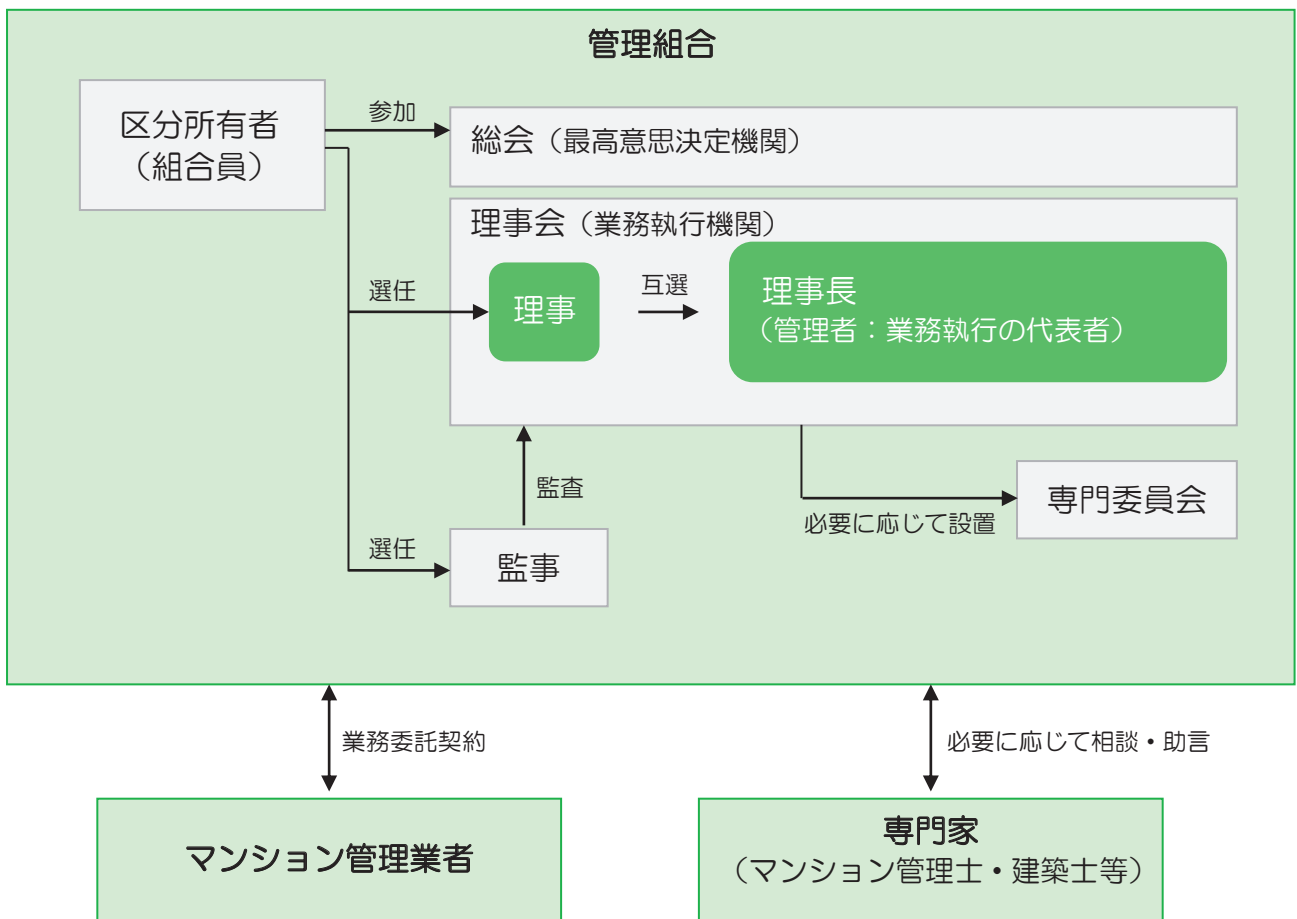 管理組合
区分所有者
（組合員）
参加
総会（最高意思決定機関）
理事会（業務執行機関）
選任
理事
互選
理事長
（管理者：業務執行の代表者）
監査
選任
監事
必要に応じて設置
専門委員会
業務委託契約
必要に応じて相談・助言
マンション管理業者
専門家
（マンション管理士・建築士等）